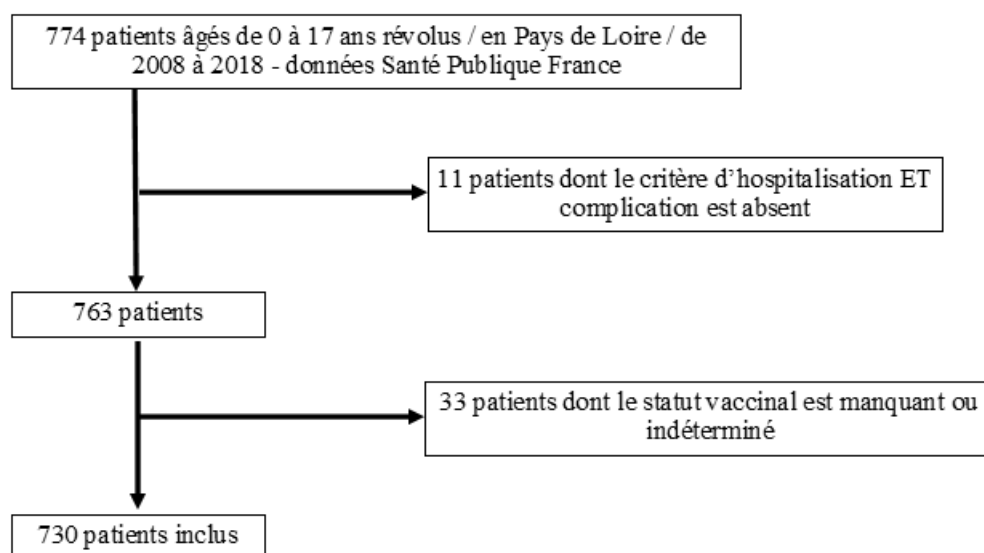 774 patients âgés de 0 à 17 ans révolus / en Pays de Loire / de
2008 à 2018 - données Santé Publique France
11 patients dont le critère d'hospitalisation ET
complication est absent
763 patients
33 patients dont le statut vaccinal est manquant ou
indéterminé
730 patients inclus